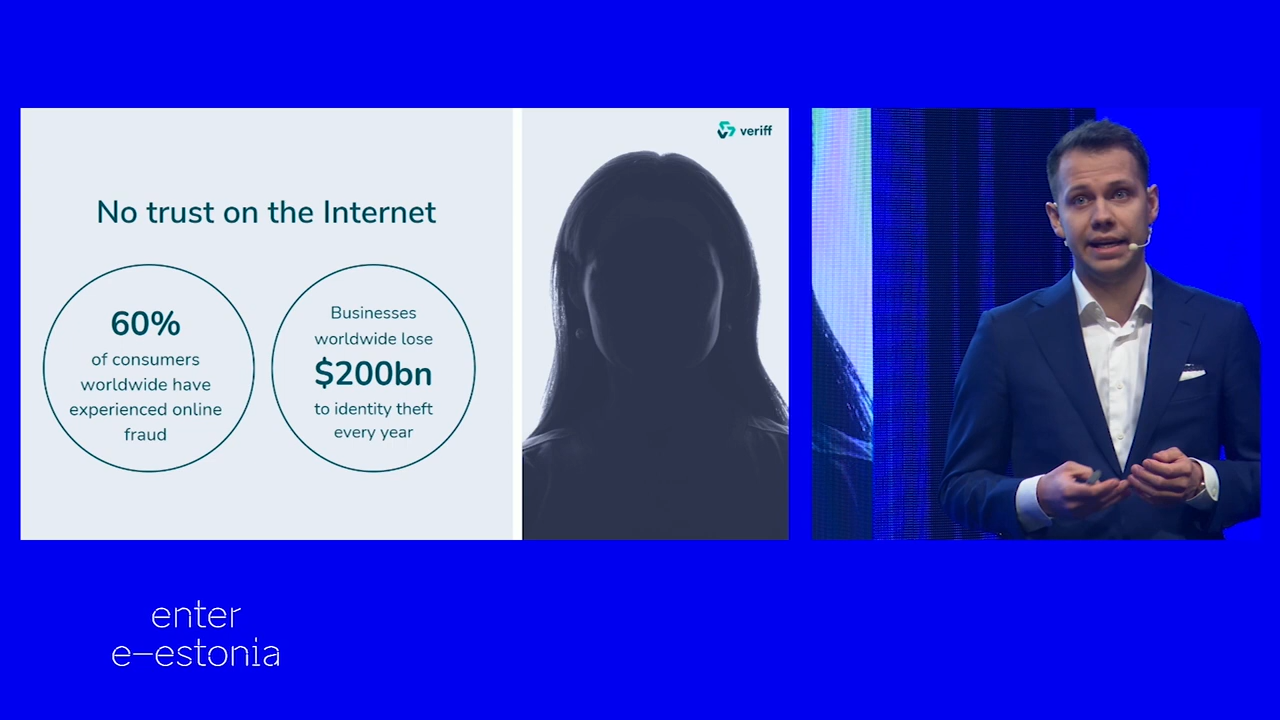 veriff
No trust on the Internet
60%
of consumers
worldwide have
experienced online
fraud
Businesses
worldwide lose
$200bn
to identity theft
every year
enter
e—estonia